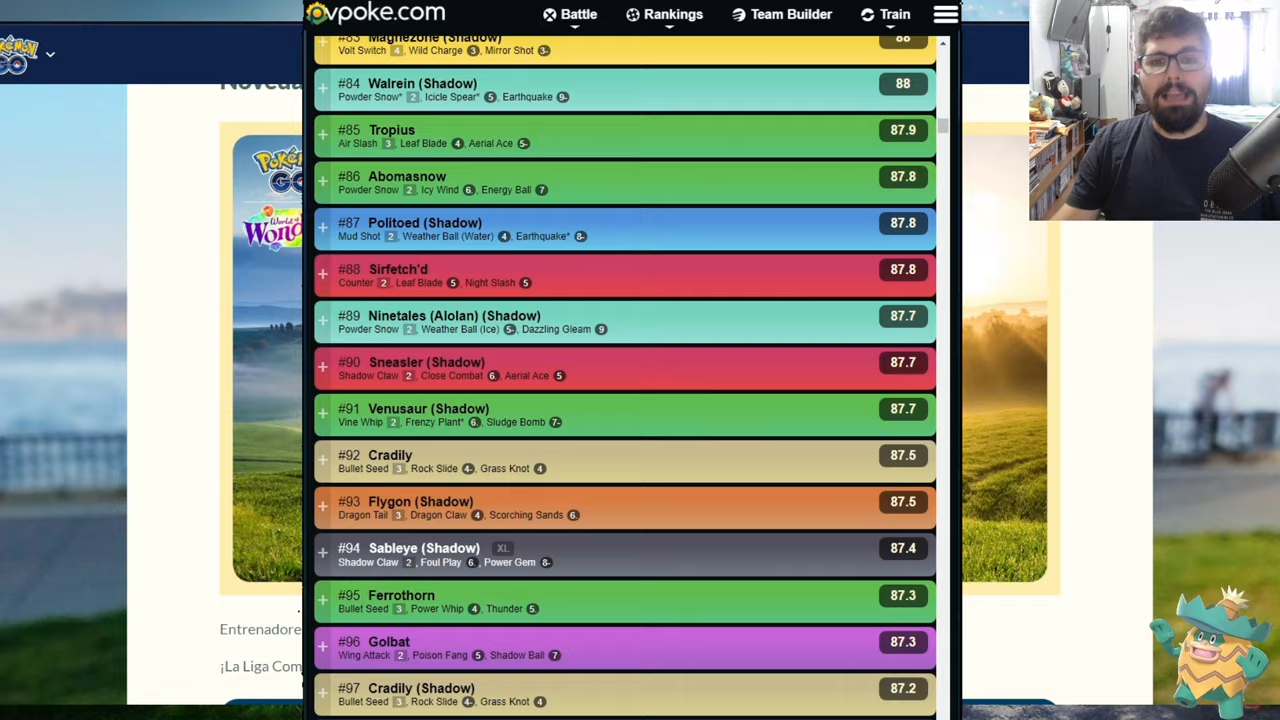 vpoke.com
Battle
Rankings
Team Builder
Train
#83 Magnezone (Shadow) 88
Volt Switch 4, Wild Charge 3, Mirror Shot 3-
#84 Walrein (Shadow) 88
Powder Snow* 2, Icicle Spear* 5, Earthquake 9-
#85 Tropius 87.9
Air Slash 3, Leaf Blade 4, Aerial Ace 5-
#86 Abomasnow 87.8
Powder Snow 2, Icy Wind 6, Energy Ball 7
#87 Politoed (Shadow) 87.8
Mud Shot 2, Weather Ball (Water) 4, Earthquake* 8-
#88 Sirfetch'd 87.8
Counter 2, Leaf Blade 5, Night Slash 5
#89 Ninetales (Alolan) (Shadow) 87.7
Powder Snow 2, Weather Ball (Ice) 5-, Dazzling Gleam 9
#90 Sneasler (Shadow) 87.7
Shadow Claw 2, Close Combat 6, Aerial Ace 5
#91 Venusaur (Shadow) 87.7
Vine Whip 2, Frenzy Plant* 6, Sludge Bomb 7-
#92 Cradily 87.5
Bullet Seed 3, Rock Slide 4-, Grass Knot 4
#93 Flygon (Shadow) 87.5
Dragon Tail 3, Dragon Claw 4, Scorching Sands 6
#94 Sableye (Shadow) XL 87.4
Shadow Claw 2, Foul Play 6, Power Gem 8-
#95 Ferrothorn 87.3
Bullet Seed 3, Power Whip 4, Thunder 5
#96 Golbat 87.3
Wing Attack 2, Poison Fang 5, Shadow Ball 7
#97 Cradily (Shadow) 87.2
Bullet Seed 3, Rock Slide 4-, Grass Knot 4
GO
Pok
GO
World of
Won
Entrenadore
¡La Liga Com